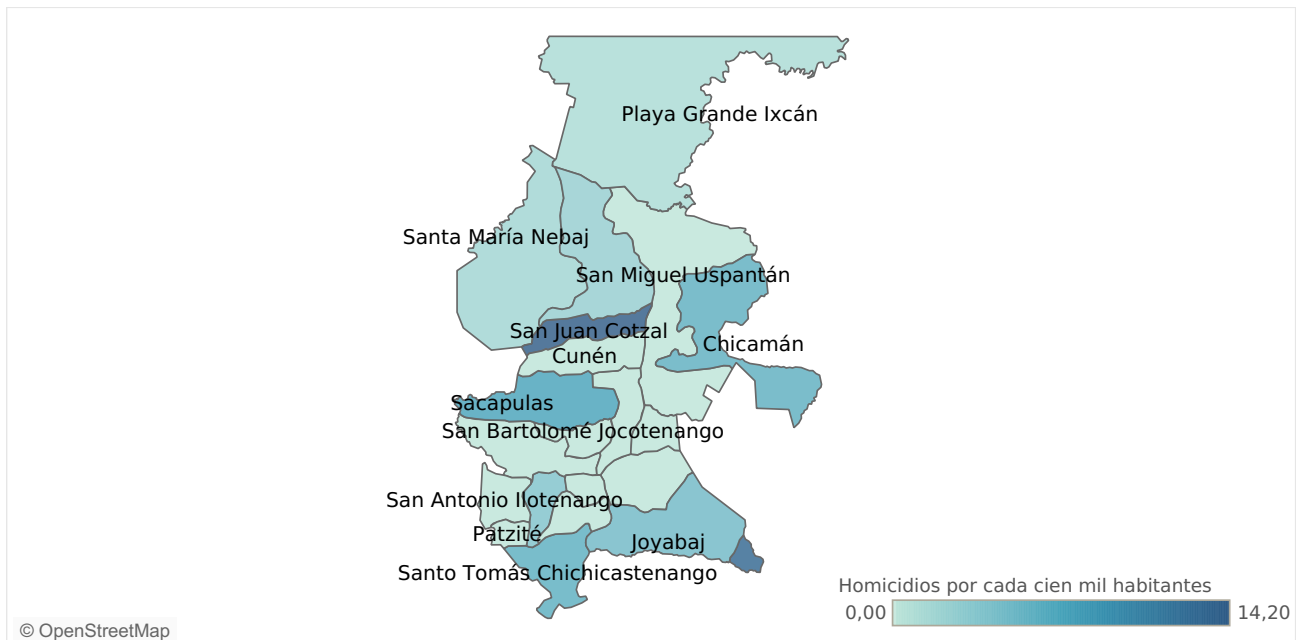 Playa Grande Ixcán
Santa María Nebaj
San Miguel Uspantán
San Juan Cotzal
Chicamán
Cunén
Sacapulas
San Bartolomé Jocotenango
San Antonio Ilotenango
Patzité
Joyabaj
Santo Tomás Chichicastenango
Homicidios por cada cien mil habitantes
0,00
14,20
© OpenStreetMap